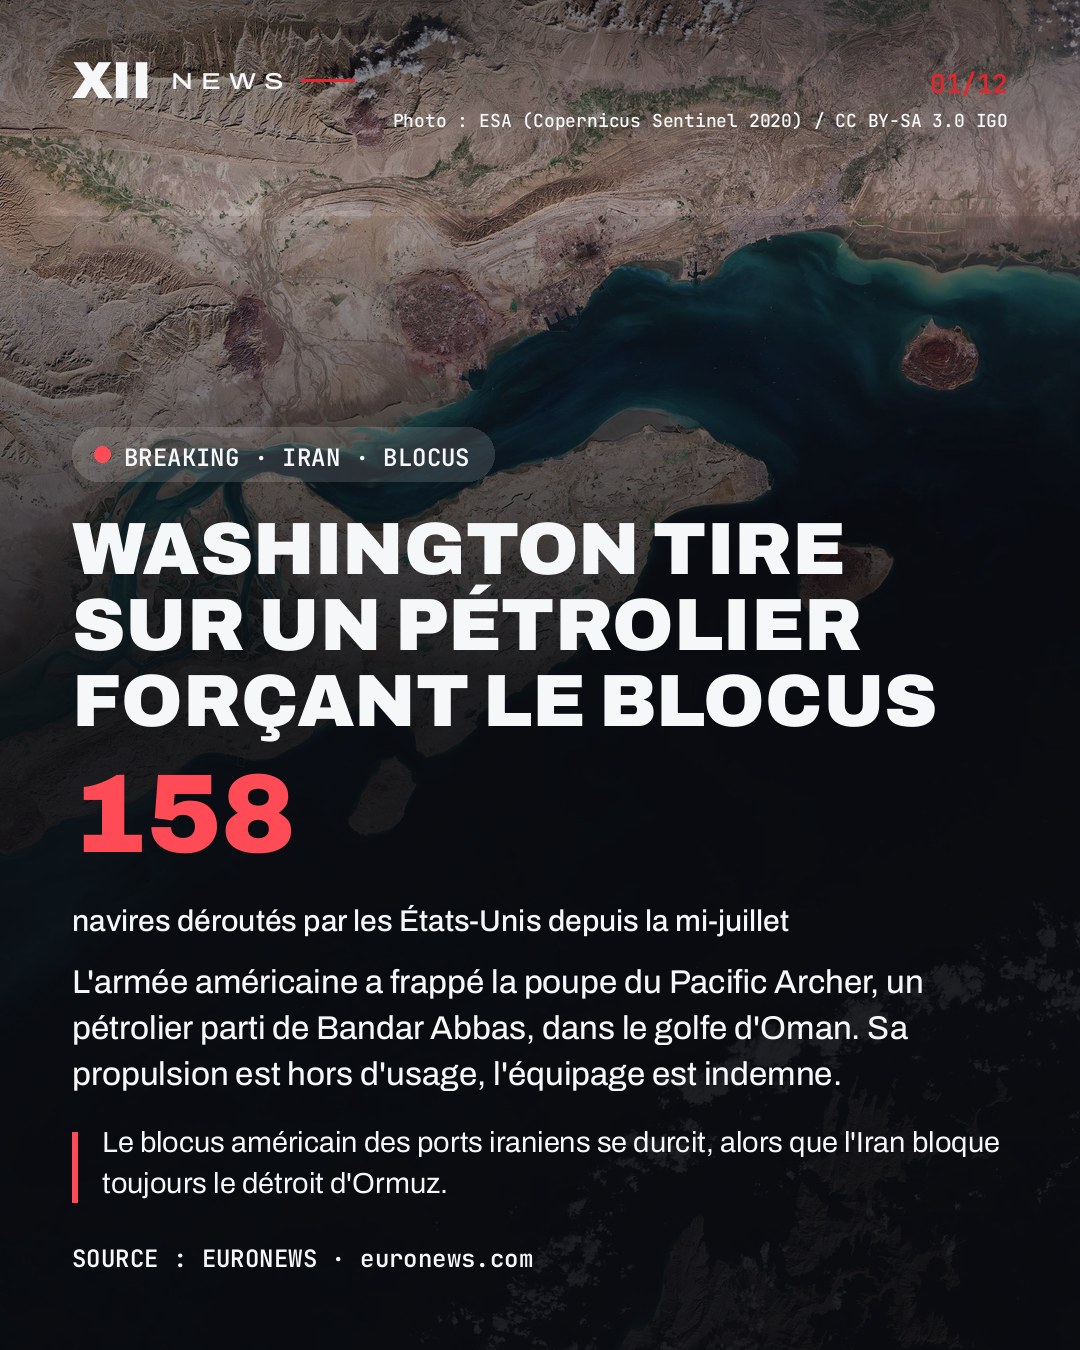 XII NEWS
01/12
Photo : ESA (Copernicus Sentinel 2020) / CC BY-SA 3.0 IGO
BREAKING · IRAN · BLOCUS
WASHINGTON TIRE
SUR UN PÉTROLIER
FORÇANT LE BLOCUS
158
navires déroutés par les États-Unis depuis la mi-juillet
L'armée américaine a frappé la poupe du Pacific Archer, un
pétrolier parti de Bandar Abbas, dans le golfe d'Oman. Sa
propulsion est hors d'usage, l'équipage est indemne.
Le blocus américain des ports iraniens se durcit, alors que l'Iran bloque
toujours le détroit d'Ormuz.
SOURCE : EURONEWS · euronews.com